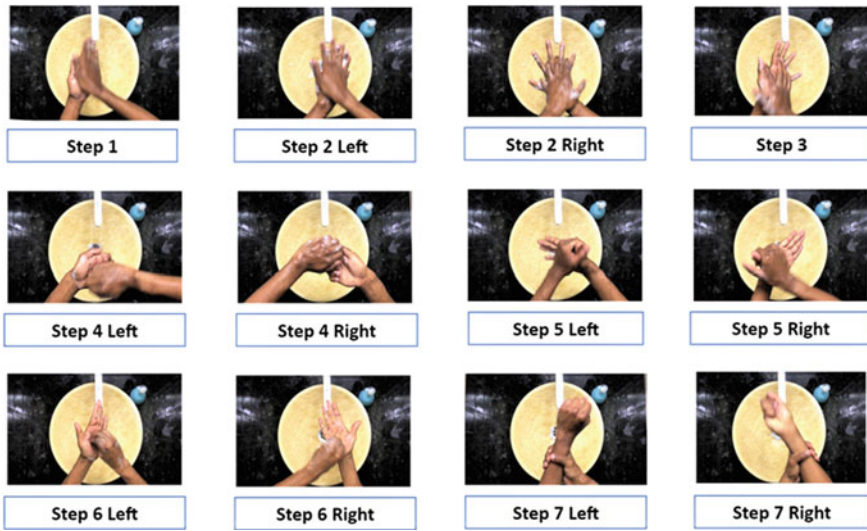 Step 1
Step 2 Left
Step 2 Right
Step 3
Step 4 Left
Step 4 Right
Step 5 Left
Step 5 Right
Step 6 Left
Step 6 Right
Step 7 Left
Step 7 Right